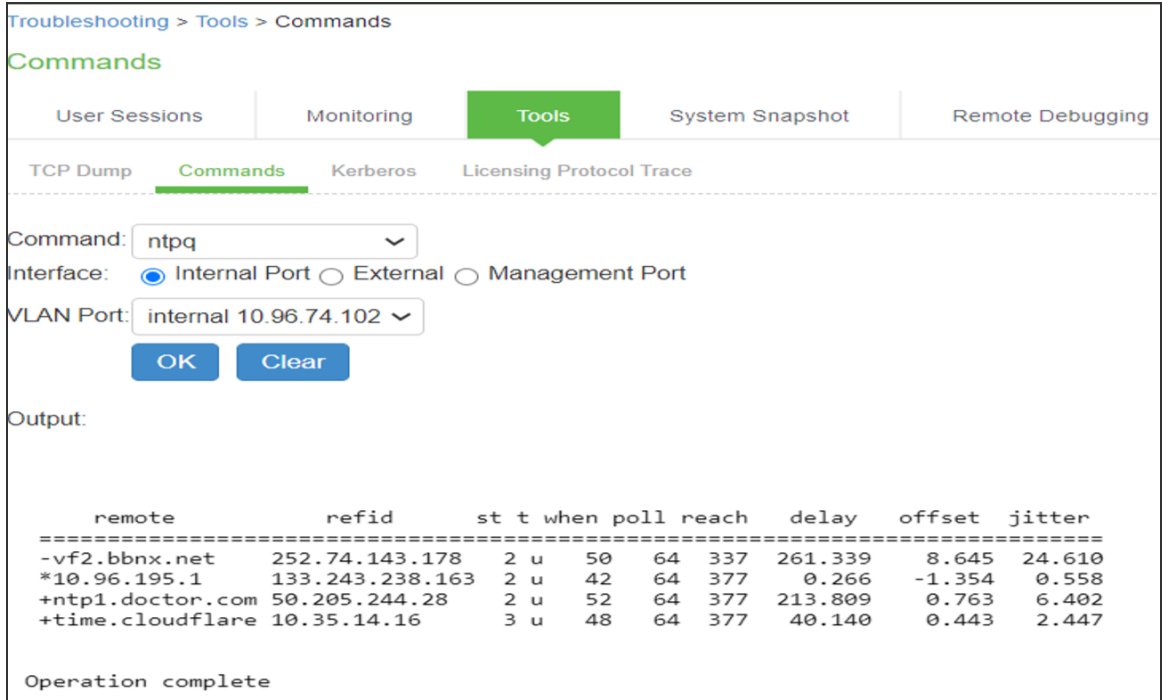 Troubleshooting > Tools > Commands
Commands
User Sessions Monitoring Tools System Snapshot Remote Debugging
TCP Dump Commands Kerberos Licensing Protocol Trace
Command: ntpq
Interface: Internal Port External Management Port
VLAN Port: internal 10.96.74.102
OK Clear
Output:
remote refid st t when poll reach delay offset jitter
==============================================================================
-vf2.bbnx.net 252.74.143.178 2 u 50 64 337 261.339 8.645 24.610
*10.96.195.1 133.243.238.163 2 u 42 64 377 0.266 -1.354 0.558
+ntp1.doctor.com 50.205.244.28 2 u 52 64 377 213.809 0.763 6.402
+time.cloudflare 10.35.14.16 3 u 48 64 377 40.140 0.443 2.447
Operation complete